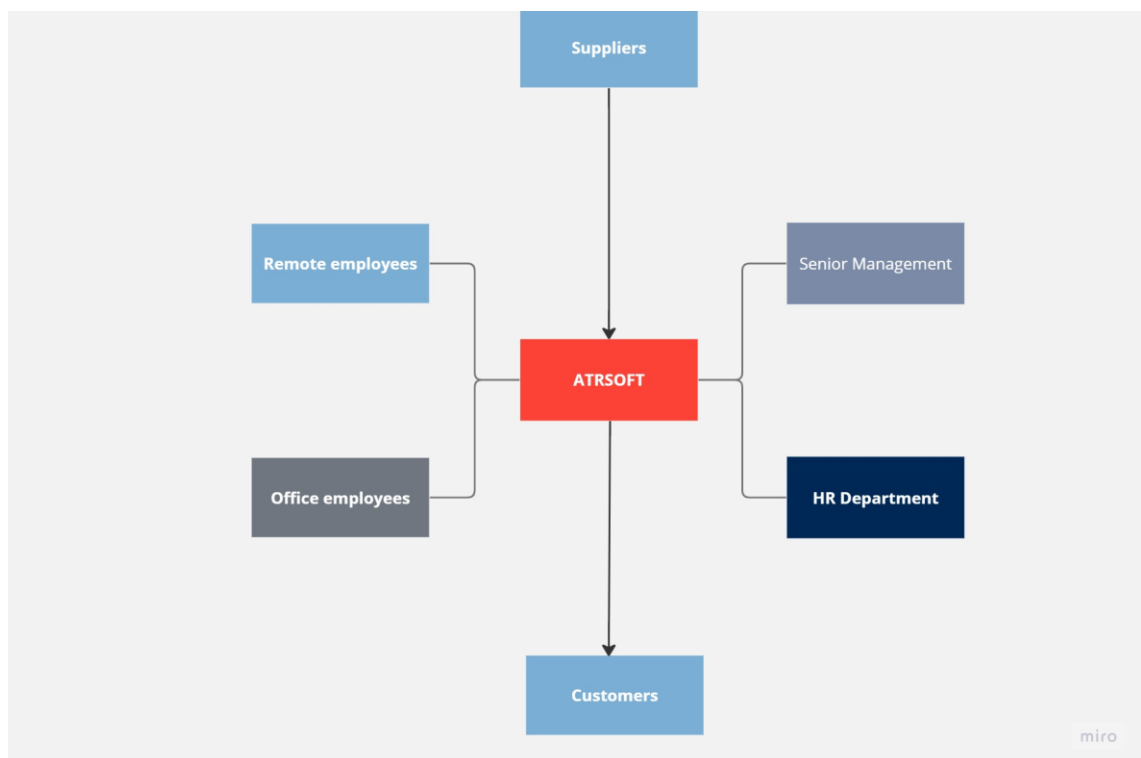 Suppliers
Remote employees
Senior Management
ATRSOFT
Office employees
HR Department
Customers
miro